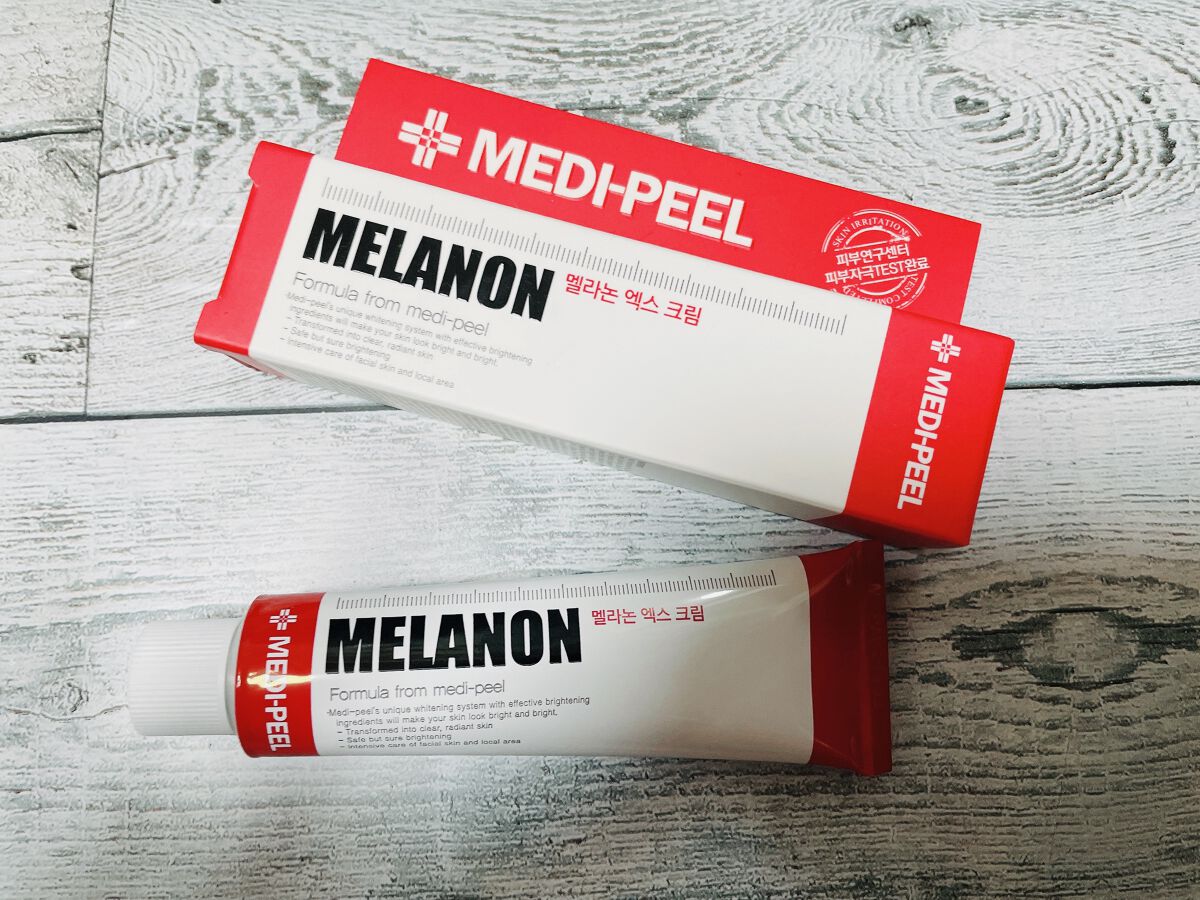 MEDI-PEEL
SKIN IRRITATION
피부연구센터
피부자극TEST완료
MELANON 멜라논 엑스 크림
Formula from medi-peel
·Medi-peel's unique whitening system with effective brightening
ingredients will make your skin look bright and bright.
- Transformed into clear, radiant skin
- Safe but sure brightening
- Intensive care of facial skin and local area
MEDI-PEEL
MEDI-PEEL
MELANON 멜라논 엑스 크림
Formula from medi-peel
·Medi-peel's unique whitening system with effective brightening
ingredients will make your skin look bright and bright.
- Transformed into clear, radiant skin
- Safe but sure brightening
- Intensive care of facial skin and local area